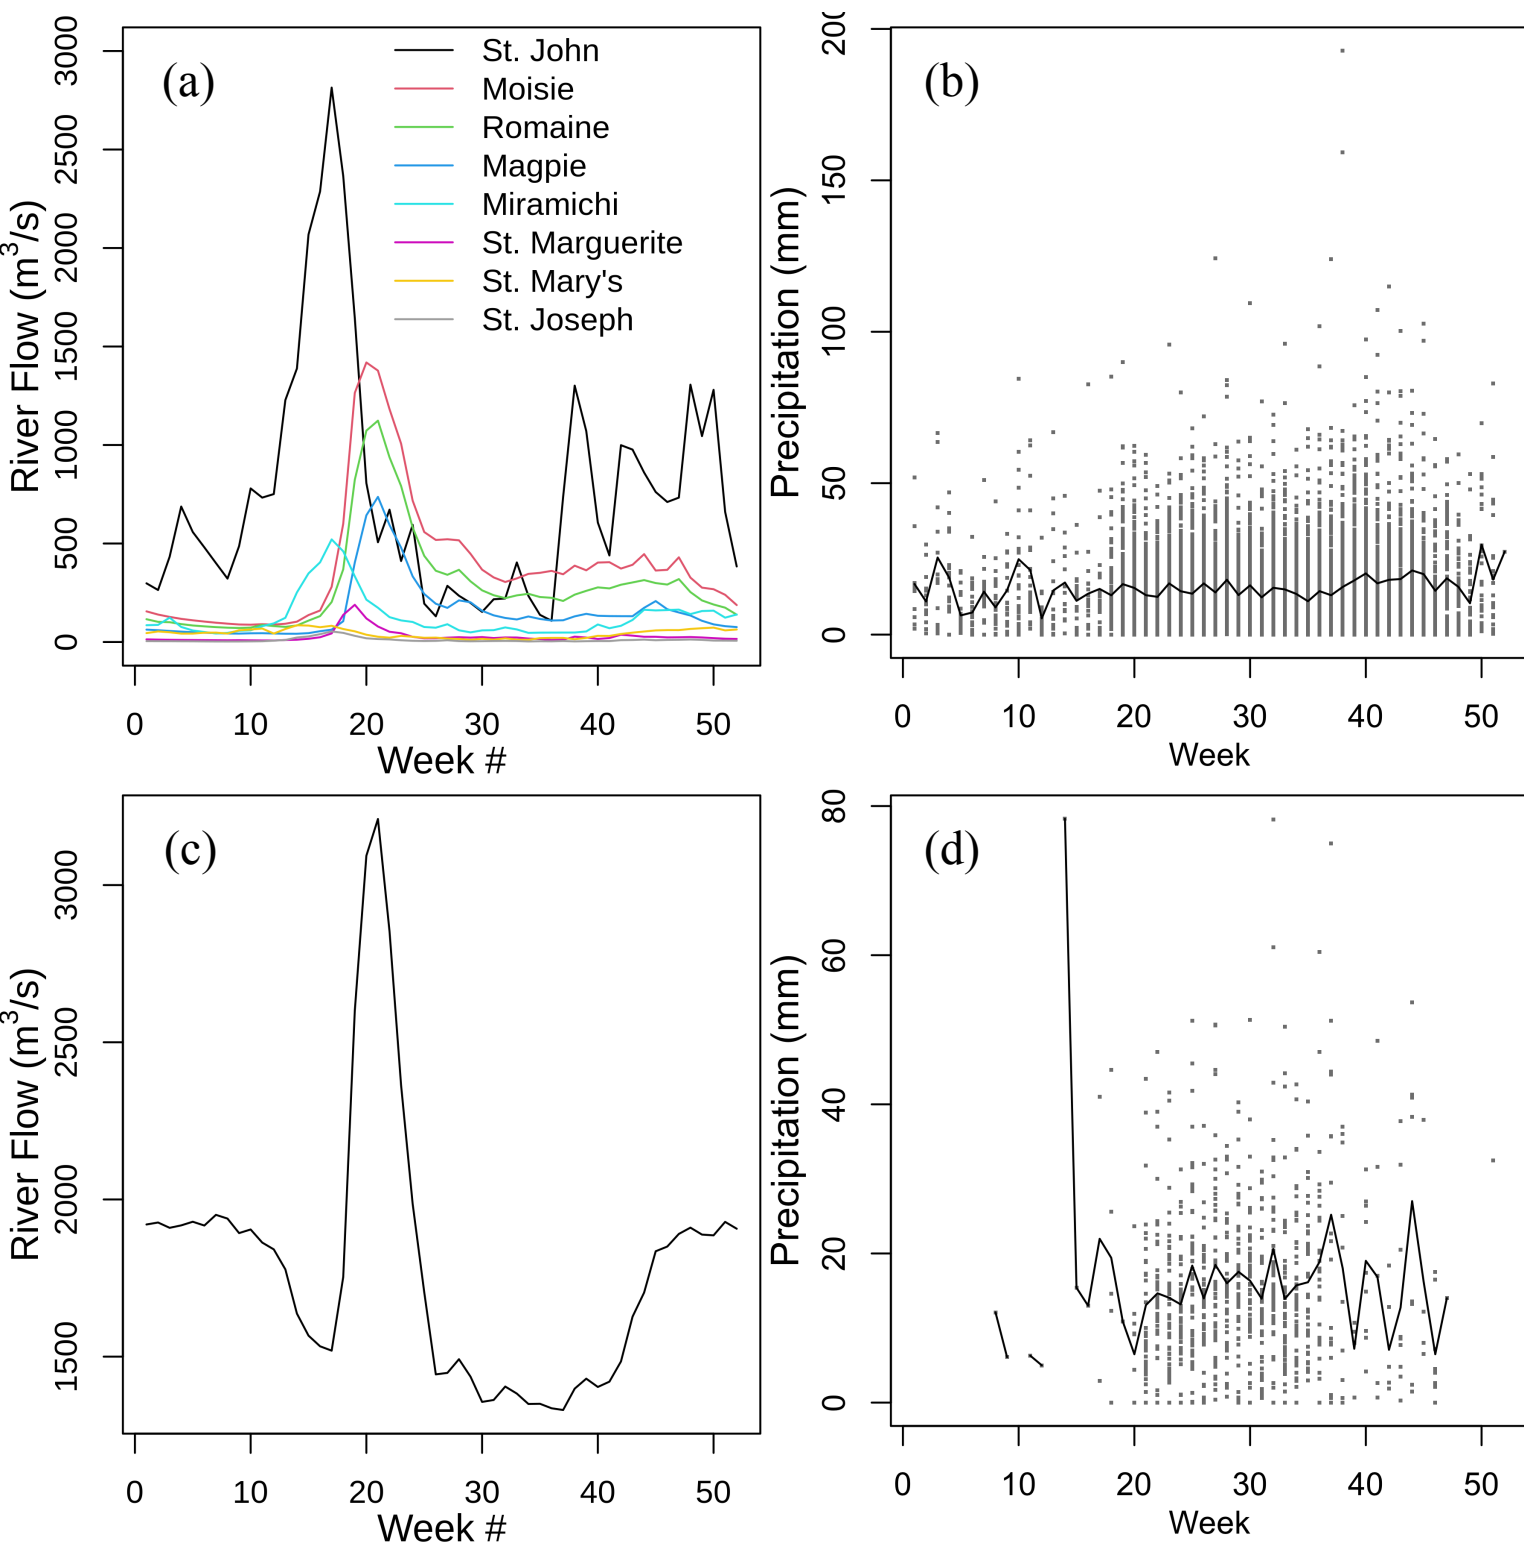 (a)
St. John
Moisie
Romaine
Magpie
Miramichi
St. Marguerite
St. Mary's
St. Joseph
River Flow (m³/s)
0
500
1000
1500
2000
2500
3000
0 10 20 30 40 50
Week #
(b)
Precipitation (mm)
0
50
100
150
0 10 20 30 40 50
Week
(c)
River Flow (m³/s)
1500
2000
2500
3000
0 10 20 30 40 50
Week #
(d)
Precipitation (mm)
0
20
40
60
80
0 10 20 30 40 50
Week